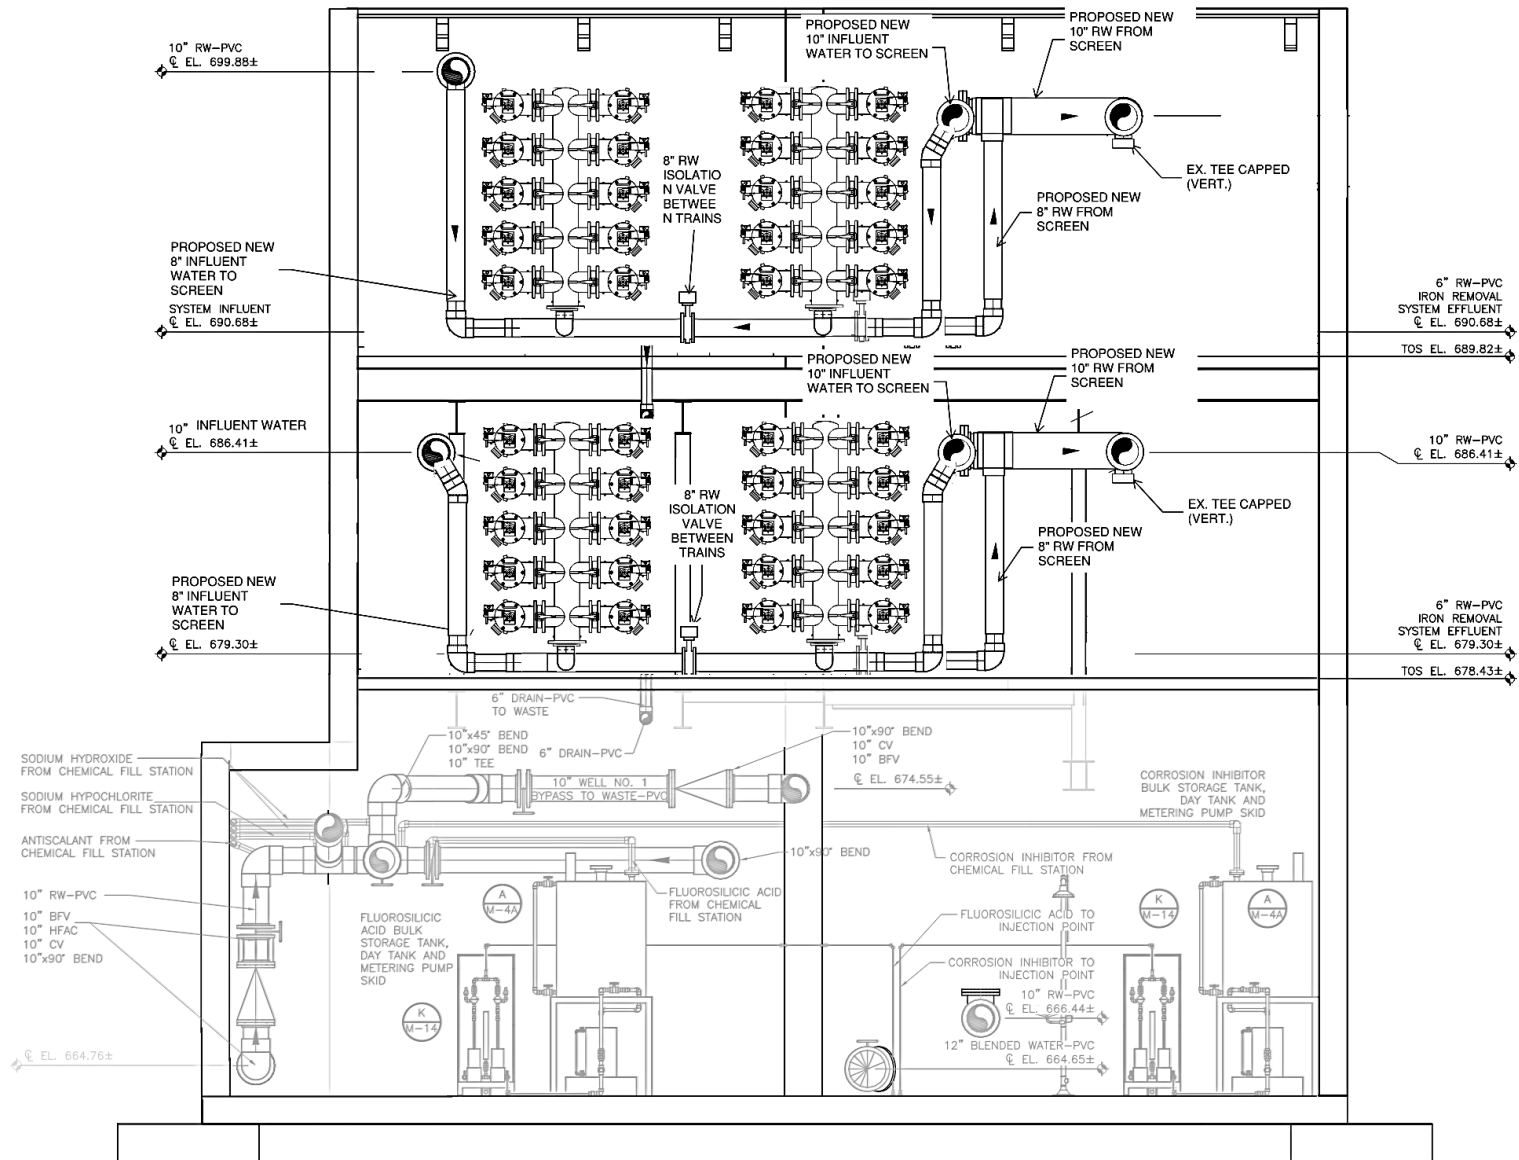 10" RW-PVC
℄ EL. 699.88±
PROPOSED NEW
10" INFLUENT
WATER TO SCREEN
PROPOSED NEW
10" RW FROM
SCREEN
8" RW
ISOLATIO
N VALVE
BETWEE
N TRAINS
EX. TEE CAPPED
(VERT.)
PROPOSED NEW
8" RW FROM
SCREEN
PROPOSED NEW
8" INFLUENT
WATER TO
SCREEN
SYSTEM INFLUENT
℄ EL. 690.68±
6" RW-PVC
IRON REMOVAL
SYSTEM EFFLUENT
℄ EL. 690.68±
TOS EL. 689.82±
PROPOSED NEW
10" INFLUENT
WATER TO SCREEN
PROPOSED NEW
10" RW FROM
SCREEN
10" INFLUENT WATER
℄ EL. 686.41±
10" RW-PVC
℄ EL. 686.41±
8" RW
ISOLATION
VALVE
BETWEEN
TRAINS
EX. TEE CAPPED
(VERT.)
PROPOSED NEW
8" RW FROM
SCREEN
PROPOSED NEW
8" INFLUENT
WATER TO
SCREEN
℄ EL. 679.30±
6" RW-PVC
IRON REMOVAL
SYSTEM EFFLUENT
℄ EL. 679.30±
TOS EL. 678.43±
6" DRAIN-PVC
TO WASTE
10"x45° BEND
10"x90° BEND
10" TEE
6" DRAIN-PVC
10"x90° BEND
10" CV
10" BFV
℄ EL. 674.55±
10" WELL NO. 1
BYPASS TO WASTE-PVC
SODIUM HYDROXIDE
FROM CHEMICAL FILL STATION
SODIUM HYPOCHLORITE
FROM CHEMICAL FILL STATION
ANTISCALANT FROM
CHEMICAL FILL STATION
CORROSION INHIBITOR
BULK STORAGE TANK,
DAY TANK AND
METERING PUMP SKID
10"x90° BEND
CORROSION INHIBITOR FROM
CHEMICAL FILL STATION
10" RW-PVC
10" BFV
10" HFAC
10" CV
10"x90° BEND
FLUOROSILICIC
ACID BULK
STORAGE TANK,
DAY TANK AND
METERING PUMP
SKID
A
M-4A
FLUOROSILICIC ACID
FROM CHEMICAL
FILL STATION
FLUOROSILICIC ACID TO
INJECTION POINT
K
M-14
A
M-4A
CORROSION INHIBITOR TO
INJECTION POINT
K
M-14
10" RW-PVC
℄ EL. 666.44±
12" BLENDED WATER-PVC
℄ EL. 664.65±
℄ EL. 664.76±